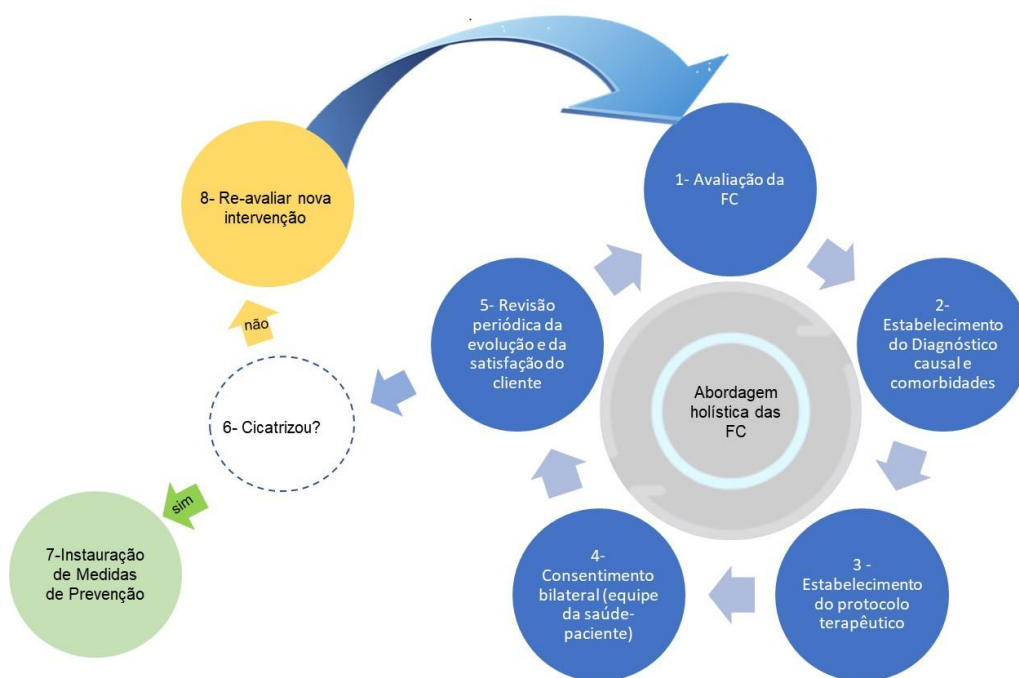 1- Avaliação da
FC
2-
Estabelecimento
do Diagnóstico
causal e
comorbidades
3 -
Estabelecimento
do protocolo
terapêutico
4-
Consentimento
bilateral (equipe
da saúde-
paciente)
5- Revisão
periódica da
evolução e da
satisfação do
cliente
Abordagem
holística das
FC
6- Cicatrizou?
sim
7-Instauração
de Medidas
de Prevenção
não
8- Re-avaliar nova
intervenção